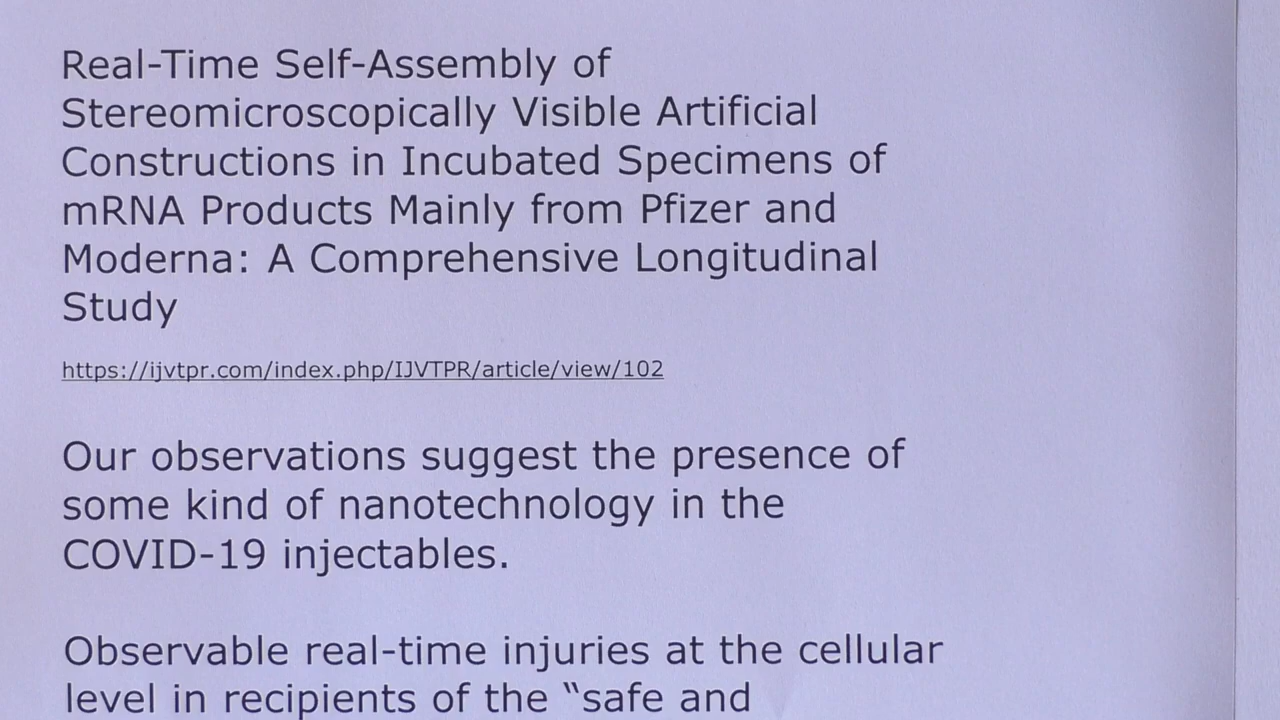 Real-Time Self-Assembly of
Stereomicroscopically Visible Artificial
Constructions in Incubated Specimens of
mRNA Products Mainly from Pfizer and
Moderna: A Comprehensive Longitudinal
Study
https://ijvtpr.com/index.php/IJVTPR/article/view/102
Our observations suggest the presence of
some kind of nanotechnology in the
COVID-19 injectables.
Observable real-time injuries at the cellular
level in recipients of the “safe and